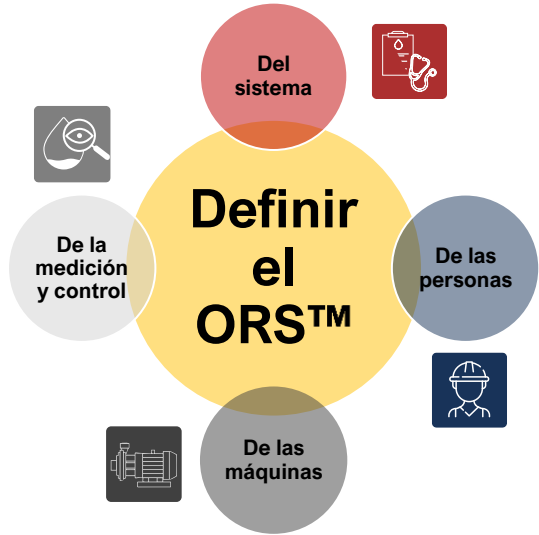 Del
sistema
Definir
el
ORS™
De la
medición
y control
De las
personas
De las
máquinas